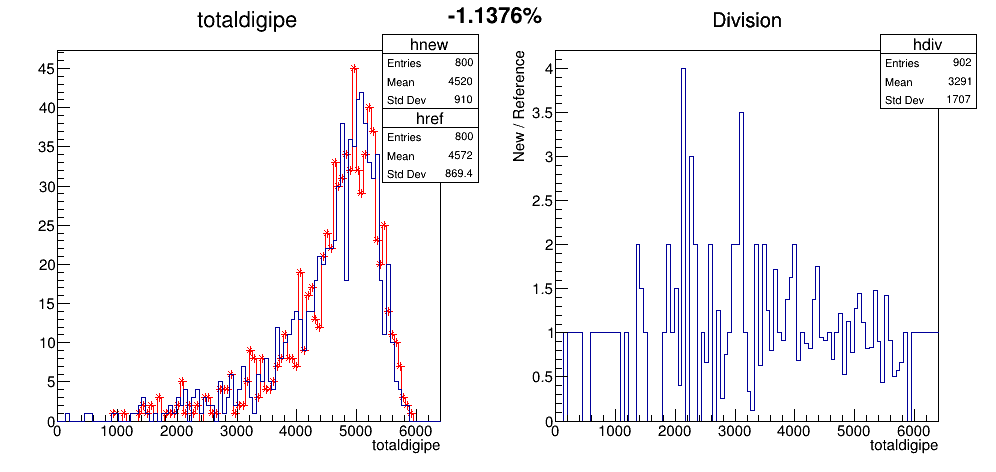 -1.1376%
totaldigipe
hnew
Entries 800
Mean 4520
Std Dev 910
href
Entries 800
Mean 4572
Std Dev 869.4
45
40
35
30
25
20
15
10
5
0
0 1000 2000 3000 4000 5000 6000
totaldigipe
Division
hdiv
Entries 902
Mean 3291
Std Dev 1707
New / Reference
4
3.5
3
2.5
2
1.5
1
0.5
0
0 1000 2000 3000 4000 5000 6000
totaldigipe